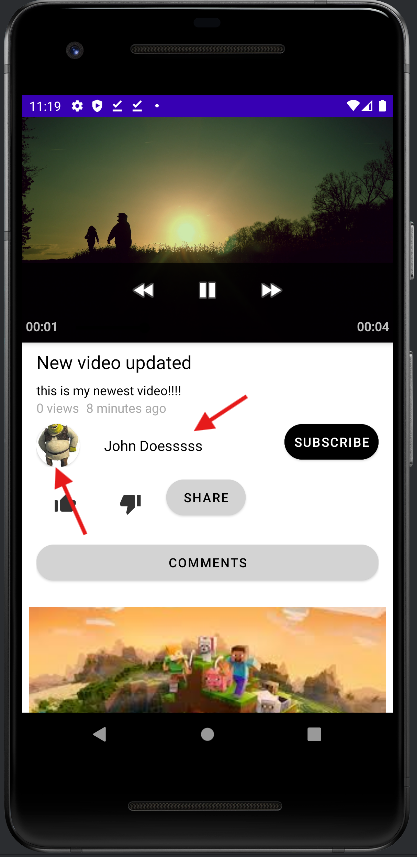 11:19
00:01 00:04
New video updated
this is my newest video!!!!
0 views 8 minutes ago
John Doesssss
SUBSCRIBE
SHARE
COMMENTS